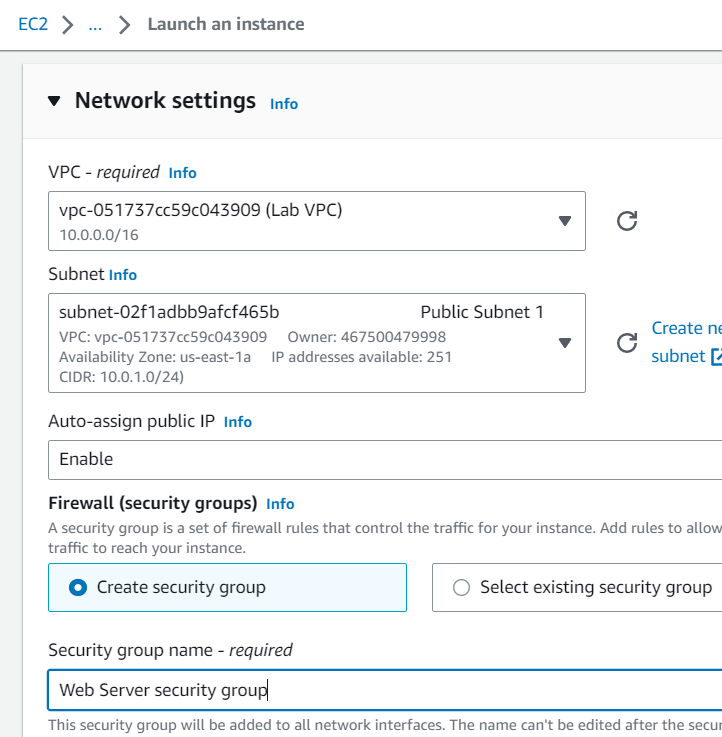 EC2 > ... > Launch an instance
Network settings Info
VPC - required Info
vpc-051737cc59c043909 (Lab VPC)
10.0.0.0/16
Subnet Info
subnet-02f1adbb9afcf465b Public Subnet 1
VPC: vpc-051737cc59c043909 Owner: 467500479998
Availability Zone: us-east-1a IP addresses available: 251
CIDR: 10.0.1.0/24)
Create ne
subnet
Auto-assign public IP Info
Enable
Firewall (security groups) Info
A security group is a set of firewall rules that control the traffic for your instance. Add rules to allow
traffic to reach your instance.
Create security group
Select existing security group
Security group name - required
Web Server security group
This security group will be added to all network interfaces. The name can't be edited after the secur